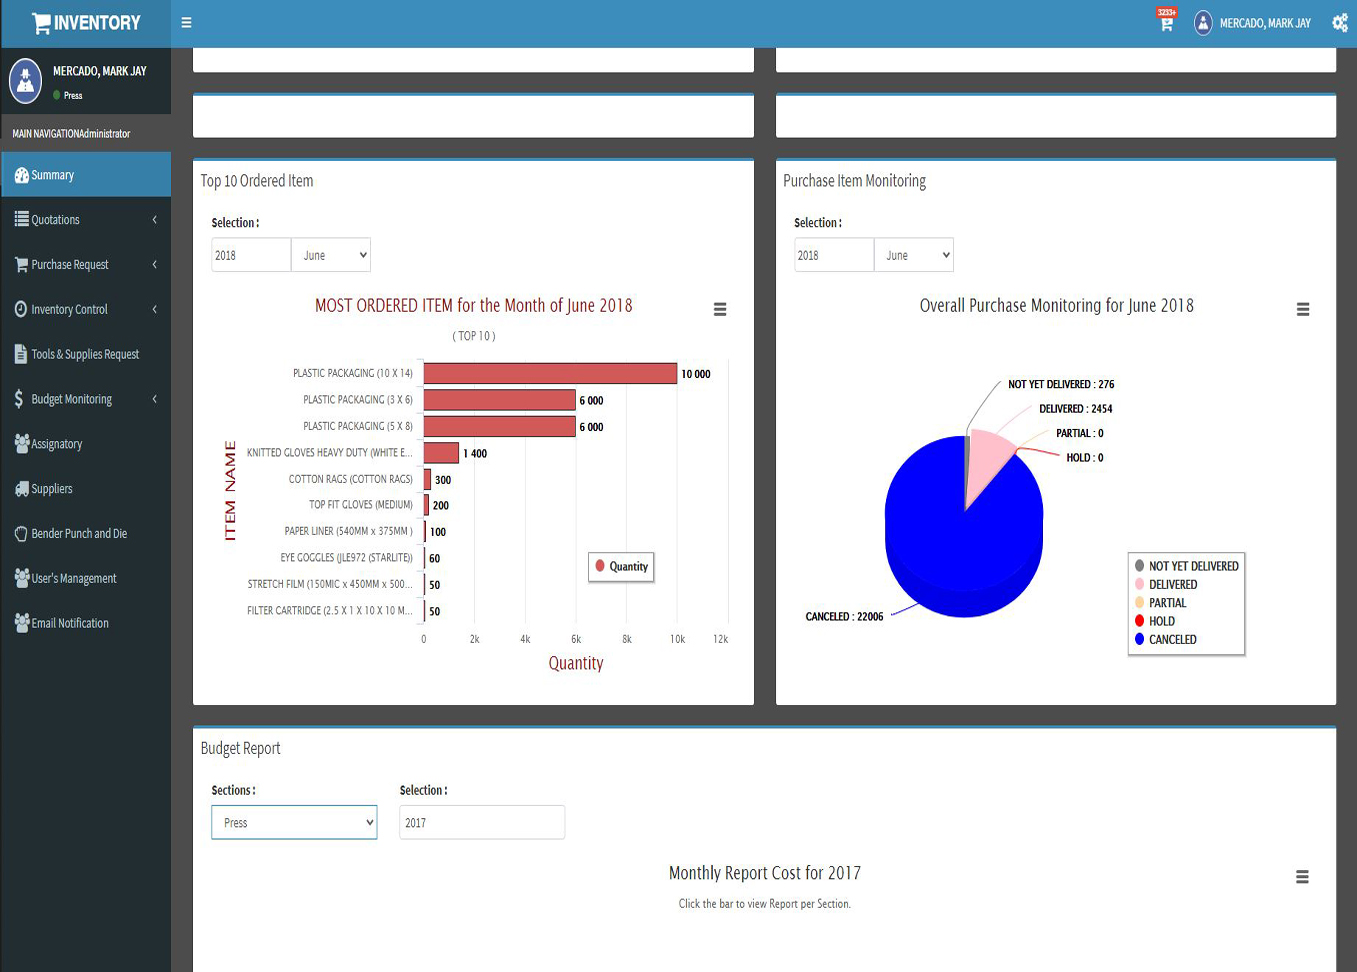 INVENTORY
3233+
MERCADO, MARK JAY
MERCADO, MARK JAY
Press
MAIN NAVIGATIONAdministrator
Summary
Quotations
Purchase Request
Inventory Control
Tools & Supplies Request
Budget Monitoring
Assignatory
Suppliers
Bender Punch and Die
User's Management
Email Notification
Top 10 Ordered Item
Selection :
2018 June
MOST ORDERED ITEM for the Month of June 2018
( TOP 10 )
ITEM NAME
PLASTIC PACKAGING (10 X 14) 10 000
PLASTIC PACKAGING (3 X 6) 6 000
PLASTIC PACKAGING (5 X 8) 6 000
KNITTED GLOVES HEAVY DUTY (WHITE E... 1 400
COTTON RAGS (COTTON RAGS) 300
TOP FIT GLOVES (MEDIUM) 200
PAPER LINER (540MM x 375MM ) 100
EYE GOGGLES (JLE972 (STARLITE)) 60
STRETCH FILM (150MIC x 450MM x 500... 50
FILTER CARTRIDGE (2.5 X 1 X 10 X 10 M... 50
Quantity
0 2k 4k 6k 8k 10k 12k
Quantity
Purchase Item Monitoring
Selection :
2018 June
Overall Purchase Monitoring for June 2018
NOT YET DELIVERED : 276
DELIVERED : 2454
PARTIAL : 0
HOLD : 0
CANCELED : 22006
NOT YET DELIVERED
DELIVERED
PARTIAL
HOLD
CANCELED
Budget Report
Sections : Selection :
Press 2017
Monthly Report Cost for 2017
Click the bar to view Report per Section.